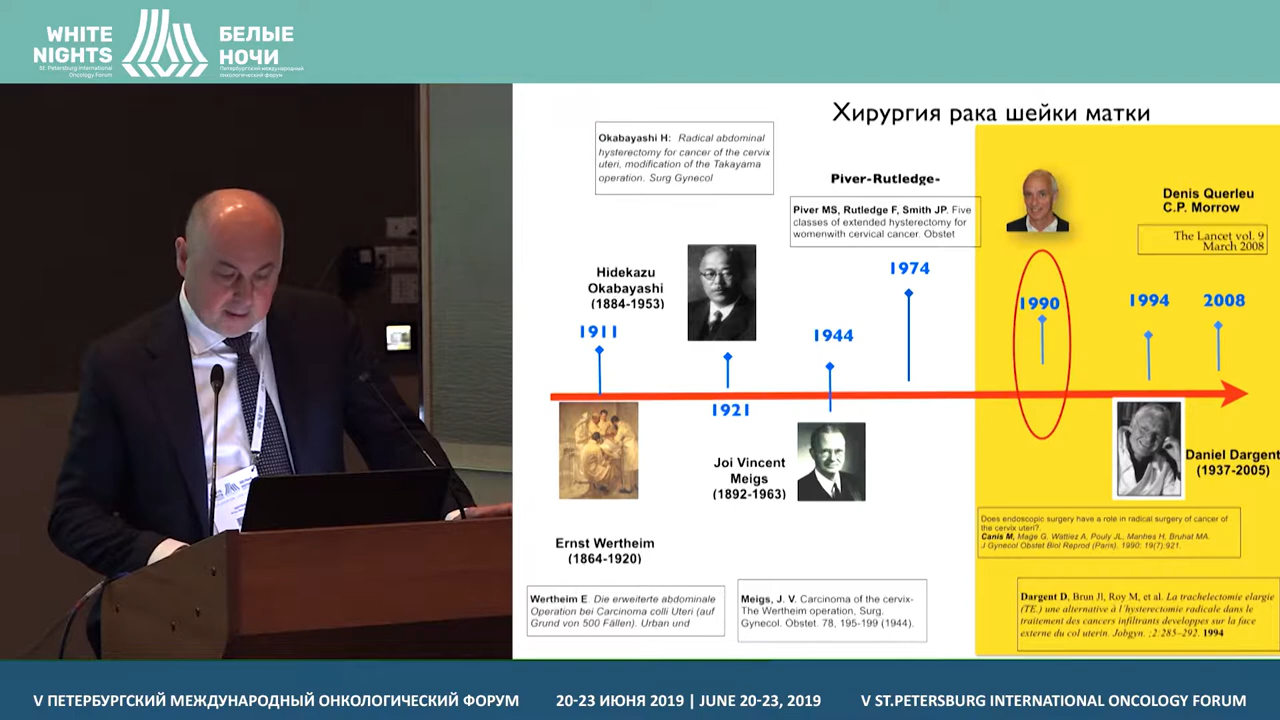 WHITE
NIGHTS
St. Petersburg International
Oncology Forum
БЕЛЫЕ
НОЧИ
Петербургский международный
онкологический форум
Хирургия рака шейки матки
Okabayashi H: Radical abdominal
hysterectomy for cancer of the cervix
uteri, modification of the Takayama
operation. Surg Gynecol
Piver-Rutledge-
Piver MS, Rutledge F, Smith JP. Five
classes of extended hysterectomy for
womenwith cervical cancer. Obstet
Denis Querleu
C.P. Morrow
The Lancet vol. 9
March 2008
Hidekazu
Okabayashi
(1884-1953)
1911
1921
1944
1974
1990
1994
2008
Joi Vincent
Meigs
(1892-1963)
Daniel Dargent
(1937-2005)
Ernst Wertheim
(1864-1920)
Does endoscopic surgery have a role in radical surgery of cancer of
the cervix uteri?.
Canis M, Mage G, Wattiez A, Pouly JL, Manhes H, Bruhat MA.
J Gynecol Obstet Biol Reprod (Paris). 1990; 19(7):921.
Wertheim E. Die erweiterte abdominale
Operation bei Carcinoma colli Uteri (auf
Grund von 500 Fällen). Urban und
Meigs, J. V. Carcinoma of the cervix-
The Wertheim operation, Surg.
Gynecol. Obstet. 78, 195-199 (1944).
Dargent D, Brun Jl, Roy M, et al. La trachelectomie elargie
(TE.) une alternative à l'hysterectomie radicale dans le
traitement des cancers infiltrants developpes sur la face
externe du col uterin. Jobgyn. ;2:285-292. 1994
V ПЕТЕРБУРГСКИЙ МЕЖДУНАРОДНЫЙ ОНКОЛОГИЧЕСКИЙ ФОРУМ
20-23 ИЮНЯ 2019 | JUNE 20-23, 2019
V ST.PETERSBURG INTERNATIONAL ONCOLOGY FORUM